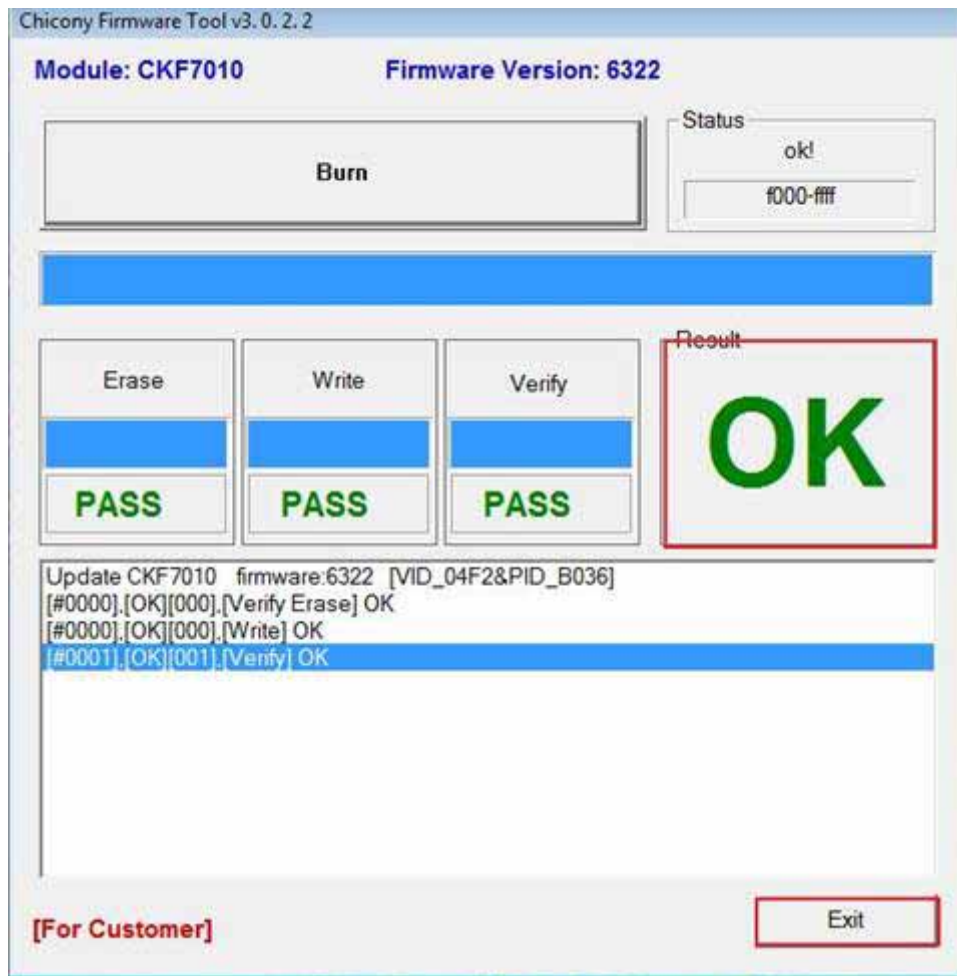 Chicony Firmware Tool v3.0.2.2
Module: CKF7010 Firmware Version: 6322
Burn
Status
ok!
f000-ffff
Erase
Write
Verify
Result
PASS
PASS
PASS
OK
Update CKF7010 firmware:6322 [VID_04F2&PID_B036]
[#0000],[OK][000],[Verify Erase] OK
[#0000],[OK][000],[Write] OK
[#0001],[OK][001],[Verify] OK
[For Customer]
Exit